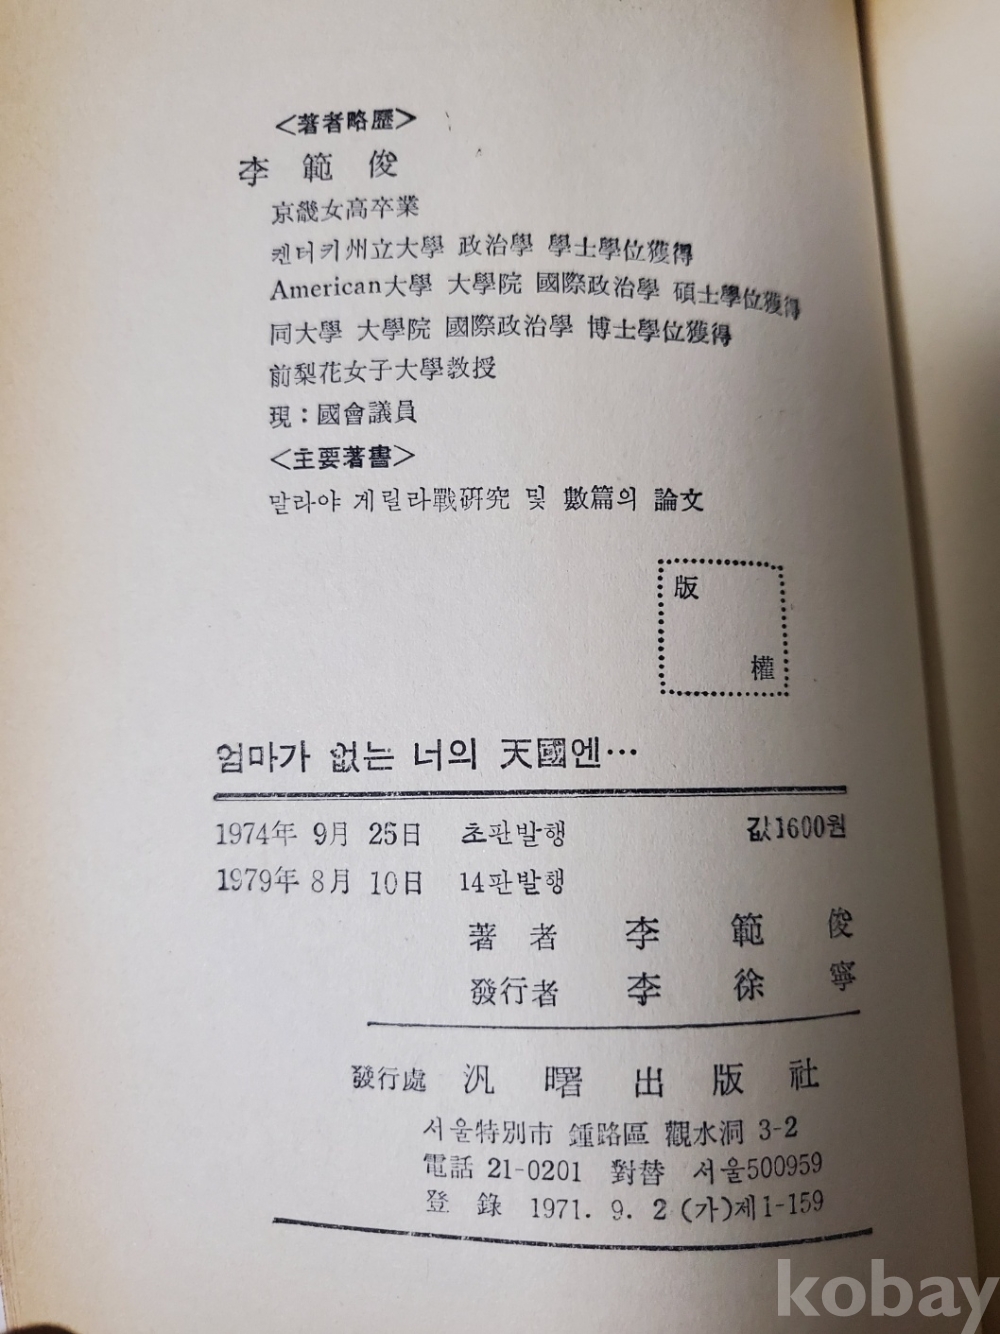 <著者略歷>
李 範 俊
京畿女高卒業
켄터키州立大學 政治學 學士學位獲得
American大學 大學院 國際政治學 碩士學位獲得
同大學 大學院 國際政治學 博士學位獲得
前梨花女子大學敎授
現：國會議員
<主要著書>
말라야 게릴라戰硏究 및 數篇의 論文
版
權
엄마가 없는 너의 天國엔…
1974年 9月 25日 초판발행 값1600원
1979年 8月 10日 14판발행
著 者 李 範 俊
發行者 李 徐 寧
發行處 汎 曙 出 版 社
서울特別市 鍾路區 觀水洞 3-2
電話 21-0201 對替 서울500959
登 錄 1971. 9. 2 (가)제1-159
kobay